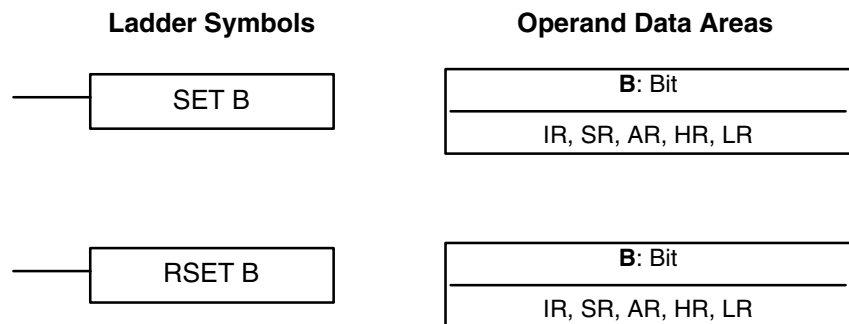 Ladder Symbols
Operand Data Areas
SET B
B: Bit
IR, SR, AR, HR, LR
RSET B
B: Bit
IR, SR, AR, HR, LR